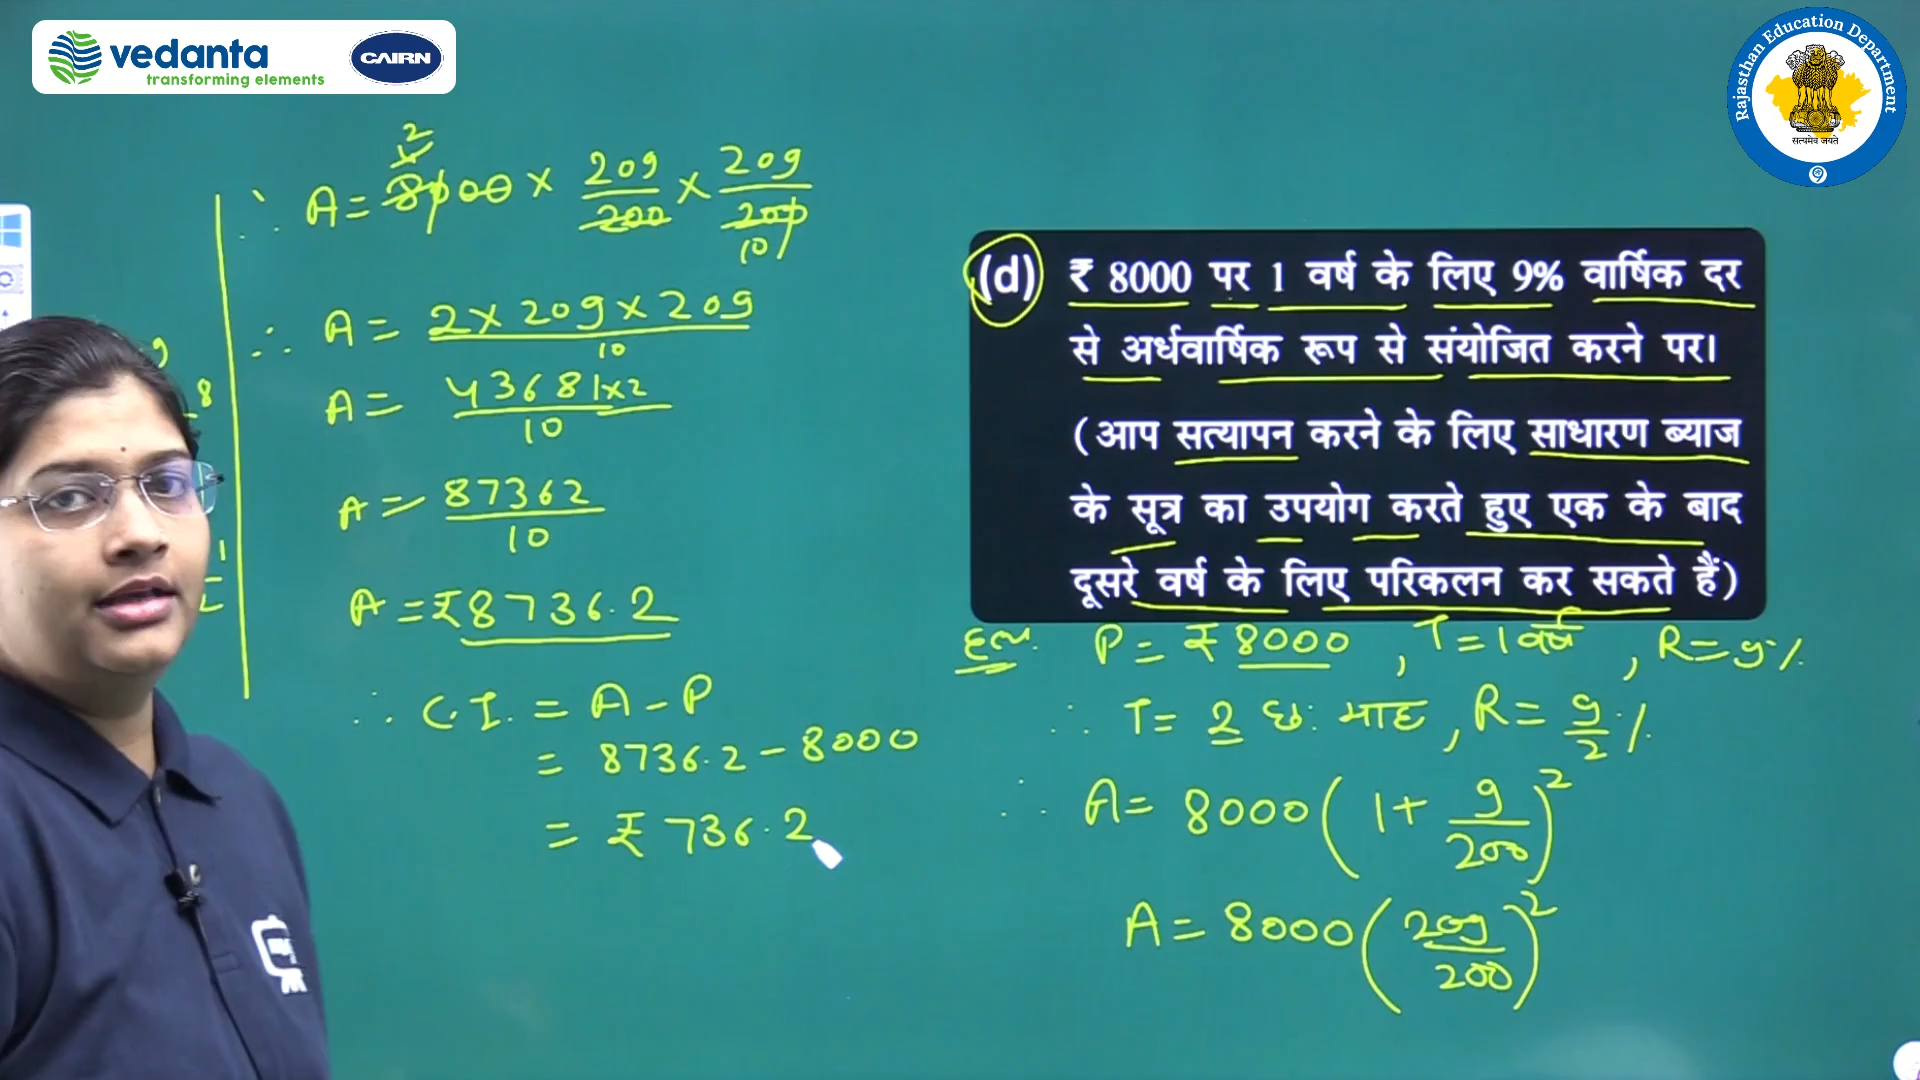 vedanta
transforming elements
CAIRN
Rajasthan Education Department
सत्यमेव जयते
∴ A = 8000 × 209/200 × 209/200
2
10
∴ A = 2 × 209 × 209 / 10
A = 43681 × 2 / 10
A = 87362 / 10
A = ₹ 8736.2
∴ C.I. = A - P
= 8736.2 - 8000
= ₹ 736.2
(d) ₹ 8000 पर 1 वर्ष के लिए 9% वार्षिक दर
से अर्धवार्षिक रूप से संयोजित करने पर।
(आप सत्यापन करने के लिए साधारण ब्याज
के सूत्र का उपयोग करते हुए एक के बाद
दूसरे वर्ष के लिए परिकलन कर सकते हैं)
हल: P = ₹ 8000 , T = 1 वर्ष , R = 9%
∴ T = 2 छ: माह , R = 9/2 %
∴ A = 8000 (1 + 9/200)²
A = 8000 (209/200)²